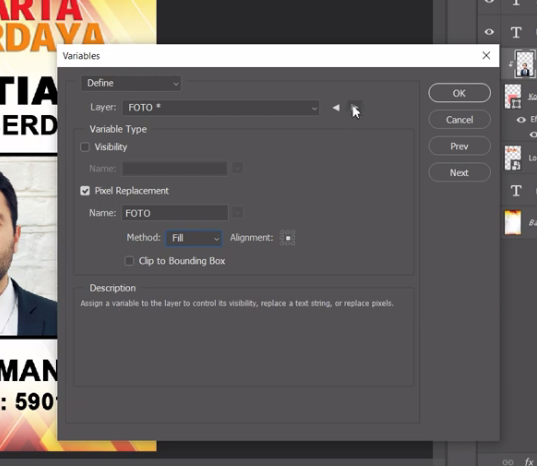 ARTA
RDAYA
Variables
Define
Layer: FOTO *
OK
Variable Type
TIA
Visibility
Cancel
ERD
Name:
Prev
Pixel Replacement
Next
Name: FOTO
Method: Fill Alignment:
Clip to Bounding Box
Description
Assign a variable to the layer to control its visibility, replace a text string, or replace pixels.
MAN
: 590
T
T
Ko
Ef
Lo
T
Ba
fx